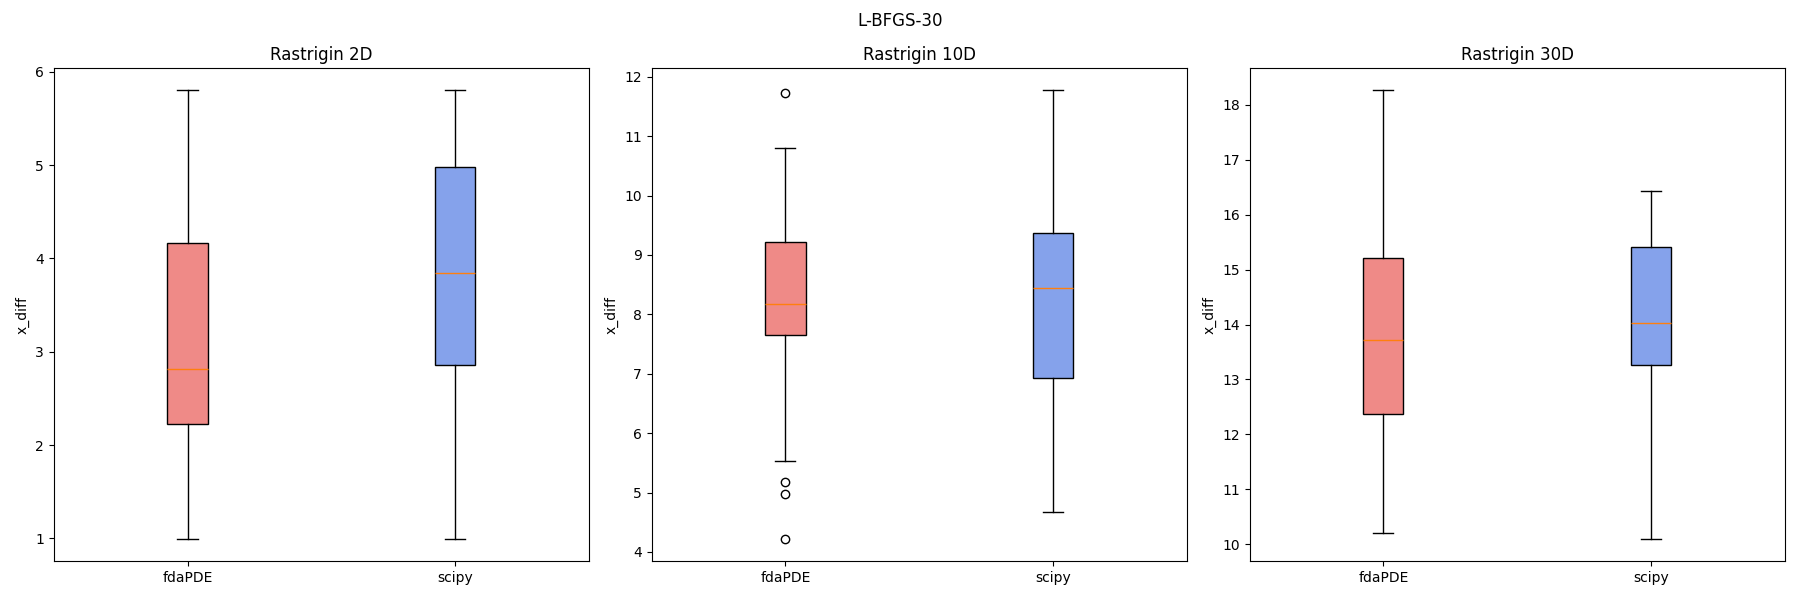 L-BFGS-30
Rastrigin 2D
6
5
4
3
2
1
x_diff
fdaPDE
scipy
Rastrigin 10D
12
11
10
9
8
7
6
5
4
x_diff
fdaPDE
scipy
Rastrigin 30D
18
17
16
15
14
13
12
11
10
x_diff
fdaPDE
scipy